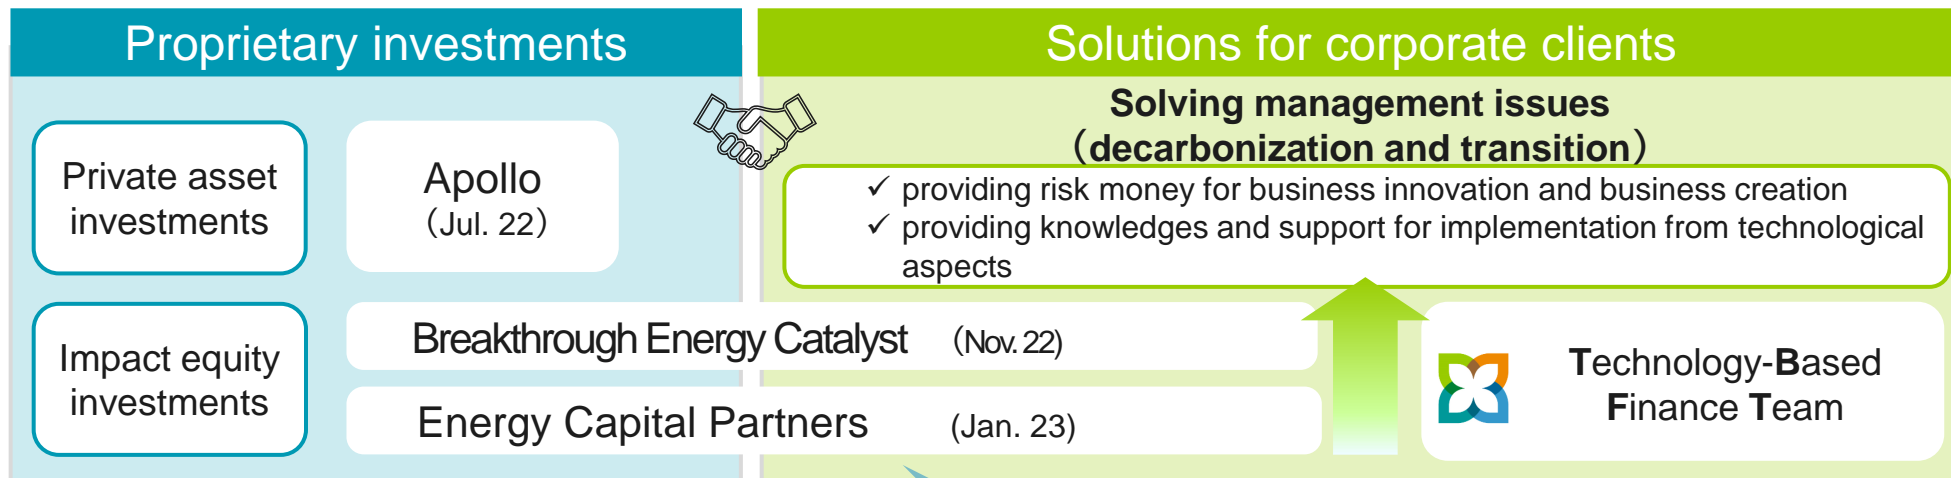 Proprietary investments
Solutions for corporate clients
Private asset
investments
Apollo
（Jul. 22）
Solving management issues
（decarbonization and transition）
✓ providing risk money for business innovation and business creation
✓ providing knowledges and support for implementation from technological
aspects
Impact equity
investments
Breakthrough Energy Catalyst （Nov. 22)
Energy Capital Partners (Jan. 23)
Technology-Based
Finance Team